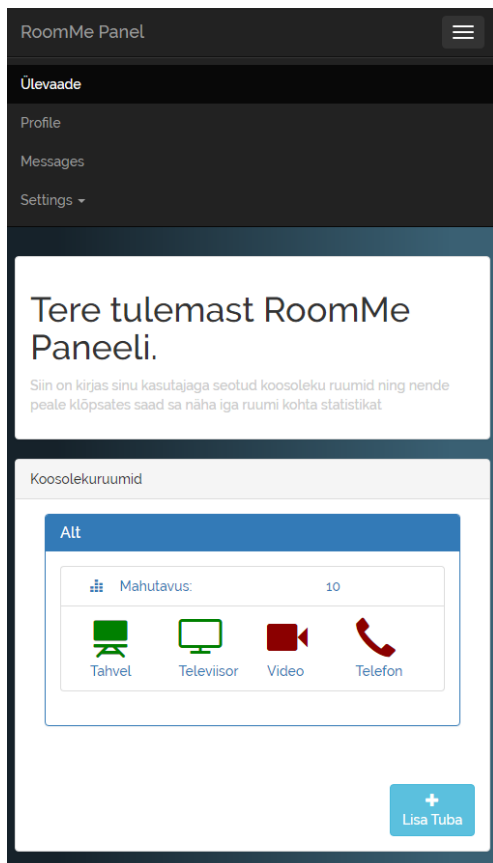 RoomMe Panel
Ülevaade
Profile
Messages
Settings
Tere tulemast RoomMe
Paneeli.
Siin on kirjas sinu kasutajaga seotud koosoleku ruumid ning nende
peale klõpsates saad sa näha iga ruumi kohta statistikat
Koosolekuruumid
Alt
Mahutavus: 10
Tahvel Televiisor Video Telefon
Lisa Tuba